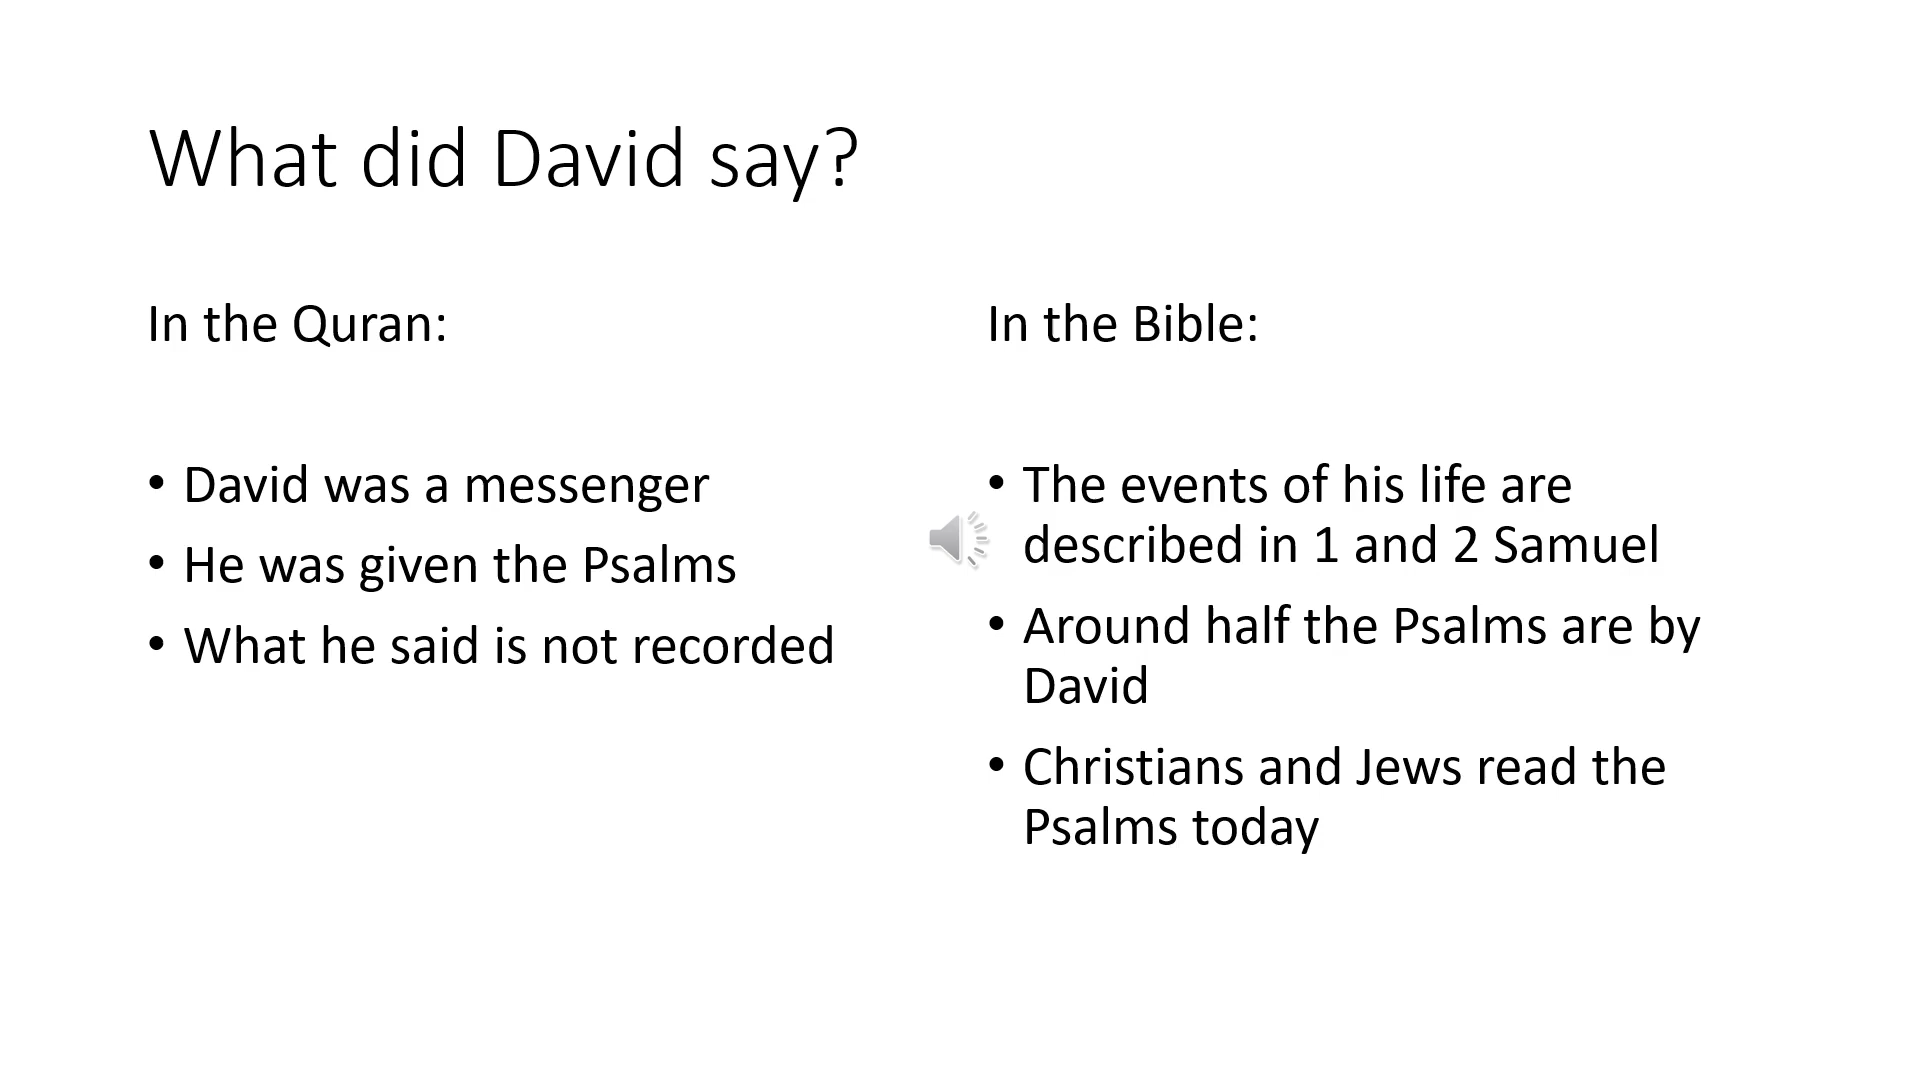 What did David say?
In the Quran:
• David was a messenger
• He was given the Psalms
• What he said is not recorded
In the Bible:
• The events of his life are
described in 1 and 2 Samuel
• Around half the Psalms are by
David
• Christians and Jews read the
Psalms today